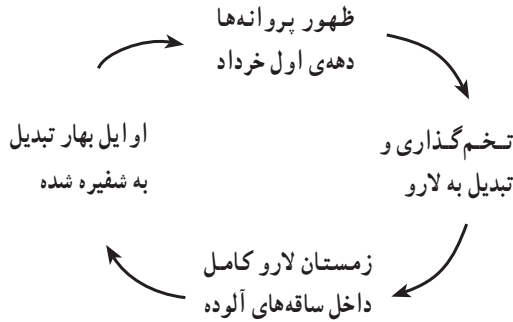 ظهور پروانه‌ها
دهه‌ی اول خرداد
تخم‌گذاری و
تبدیل به لارو
زمستان لارو کامل
داخل ساقه‌های آلوده
اوایل بهار تبدیل
به شفیره شده